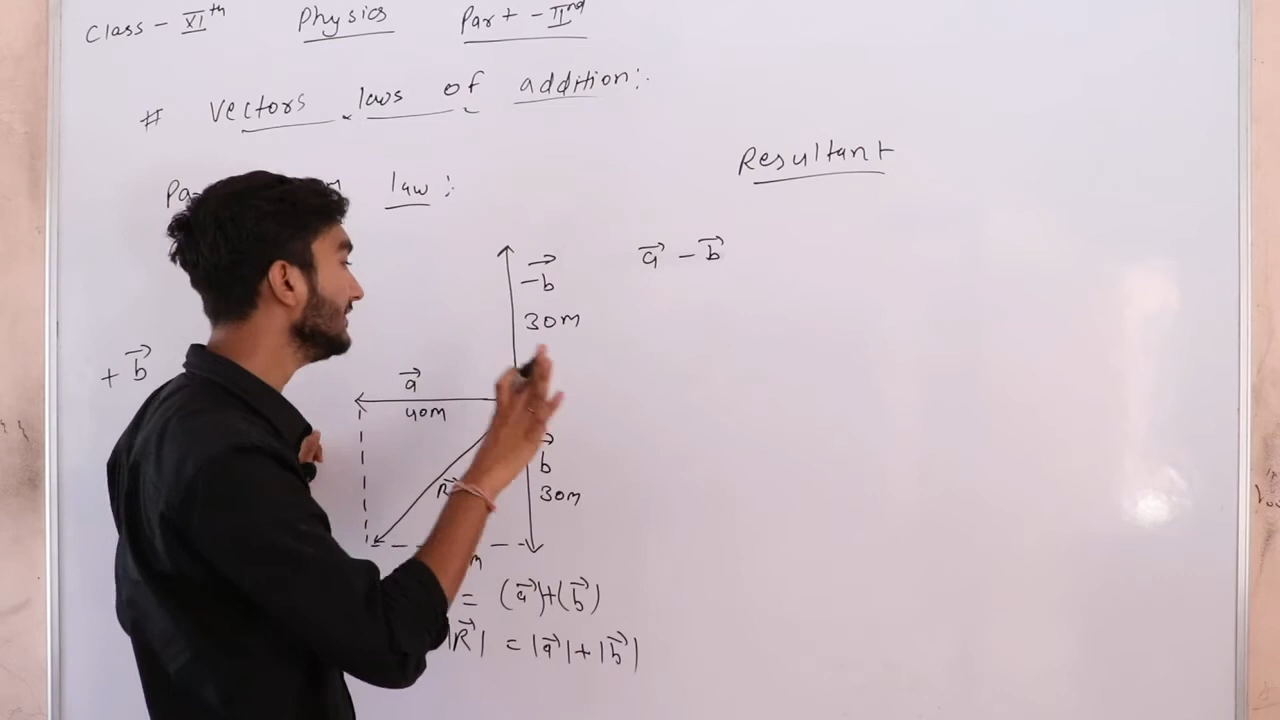 Class - XIth Physics Part - IInd
# Vectors laws of addition:
Resultant
law :
-b⃗
a⃗ - b⃗
30m
+ b⃗
a⃗
40m
b⃗
R
30m
m
= (a⃗)+(b⃗)
|R⃗| = |a⃗|+|b⃗|